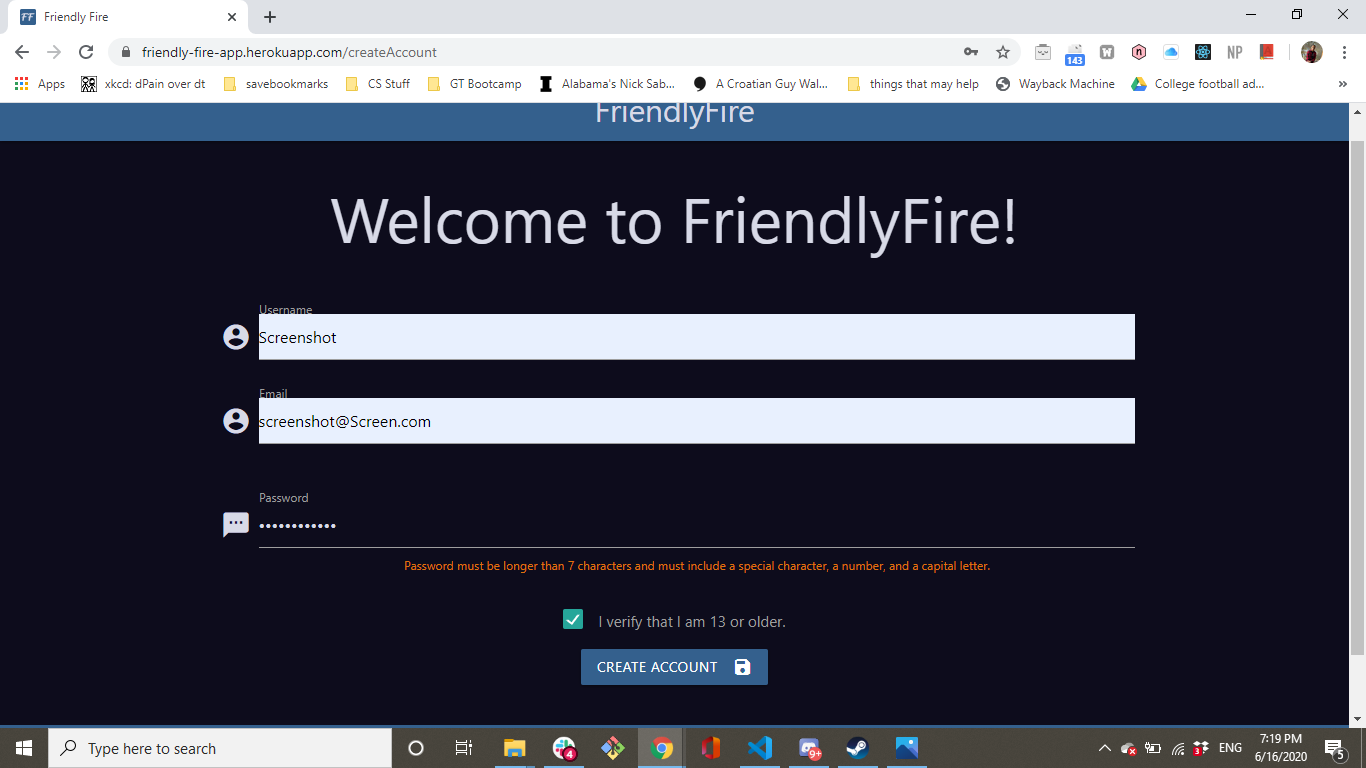 FF Friendly Fire
friendly-fire-app.herokuapp.com/createAccount
143 W n NP
Apps xkcd: dPain over dt savebookmarks CS Stuff GT Bootcamp Alabama's Nick Sab... A Croatian Guy Wal... things that may help Wayback Machine College football ad... »
FriendlyFire
Welcome to FriendlyFire!
Username
Screenshot
Email
screenshot@Screen.com
Password
••••••••••••
Password must be longer than 7 characters and must include a special character, a number, and a capital letter.
I verify that I am 13 or older.
CREATE ACCOUNT
Type here to search
4
9+
3
ENG
7:19 PM
6/16/2020
5